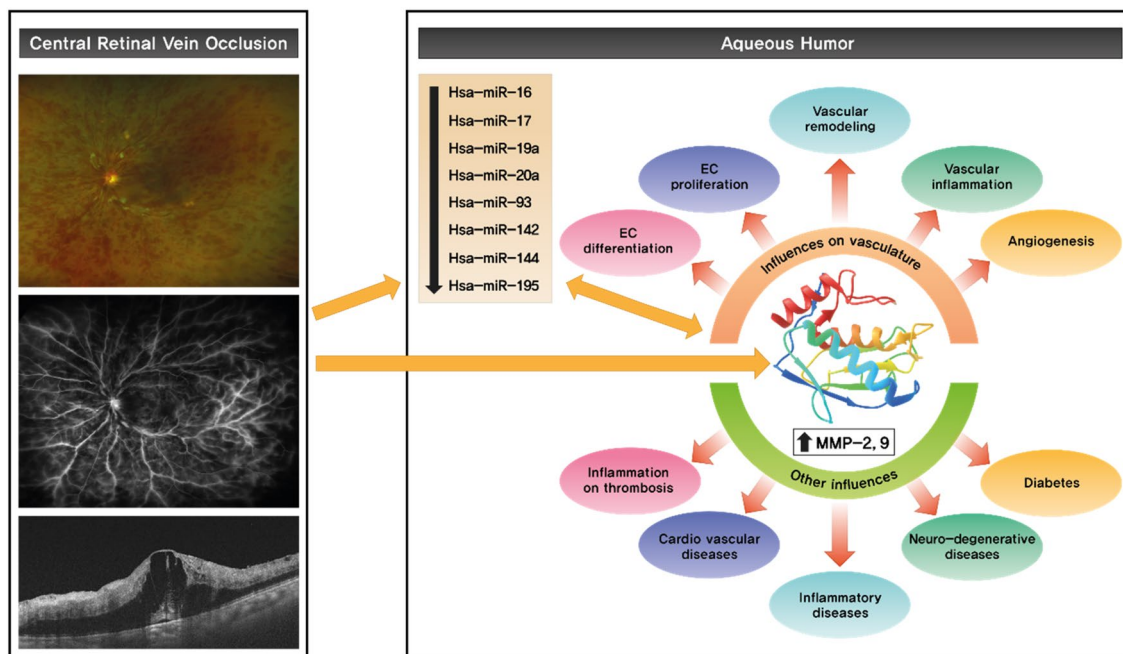 Central Retinal Vein Occlusion
Aqueous Humor
Hsa-miR-16
Hsa-miR-17
Hsa-miR-19a
Hsa-miR-20a
Hsa-miR-93
Hsa-miR-142
Hsa-miR-144
Hsa-miR-195
Vascular
remodeling
EC
proliferation
Vascular
inflammation
EC
differentiation
Angiogenesis
Influences on vasculature
MMP-2, 9
Other influences
Inflammation
on thrombosis
Diabetes
Cardio vascular
diseases
Neuro-degenerative
diseases
Inflammatory
diseases